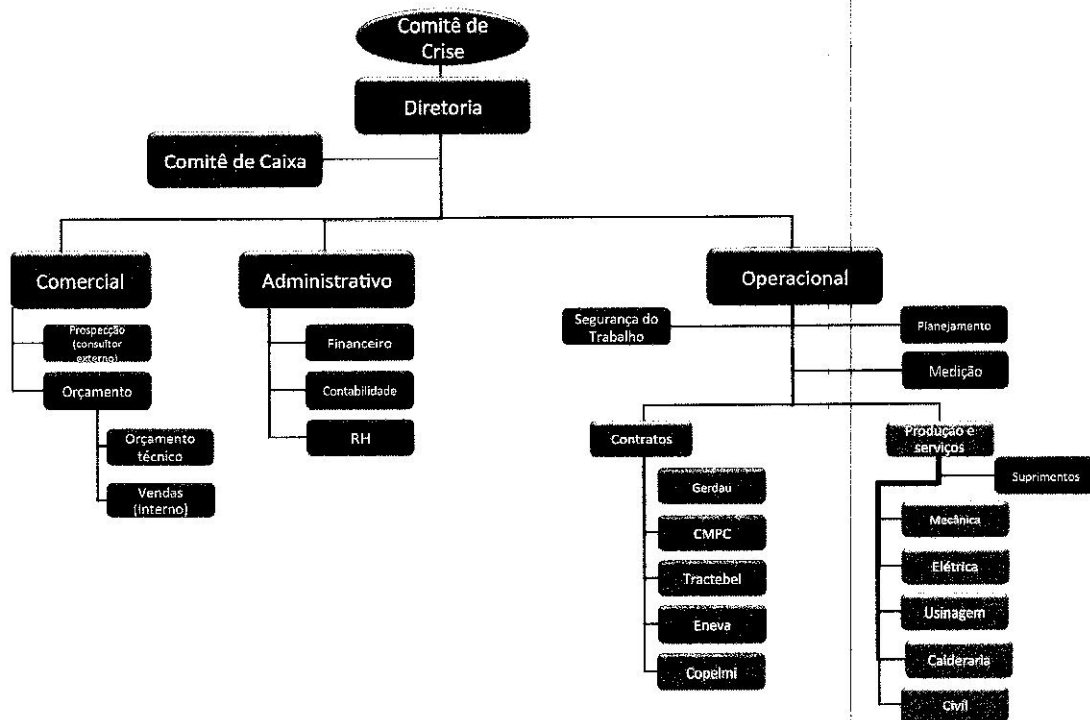 Comitê de
Crise
Diretoria
Comitê de Caixa
Comercial
Administrativo
Operacional
Prospecção
(consultor
externo)
Orçamento
Orçamento
técnico
Vendas
(Interno)
Financeiro
Contabilidade
RH
Segurança do
Trabalho
Planejamento
Medição
Contratos
Gerdau
CMPC
Tractebel
Eneva
Copelmi
Produção e
serviços
Suprimentos
Mecânica
Elétrica
Usinagem
Calderaria
Civil